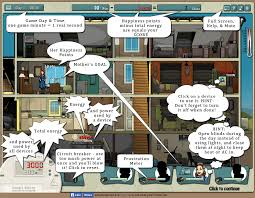 Game Day & Time
one game minute = 1 real second
Happiness points
minus total energy
use equals your
SCORE
Full Screen,
Help, & Mute
Her Happiness
Points
Mother's GOAL
Click on a device
to use it. HINT:
Don't forget to turn
it off when done!
Energy
and power
used by a
device
Total energy
and power
used by
all devices
Circuit breaker - use
too much power at
once and you'll blow
it! Click to reset.
Frustration
Meter
HINT:
Open blinds during
the day instead of
using lights, and close
them at night to keep
heat or AC in
3000
Click to continue